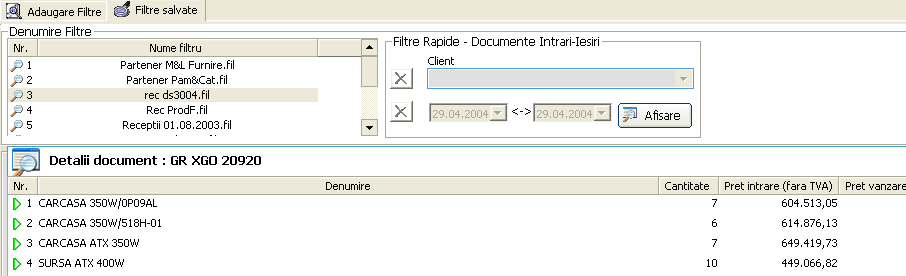 Adaugare Filtre
Filtre salvate
Denumire Filtre
Nr. Nume filtru
1 Partener M&L Furnire.fil
2 Partener Pam&Cat.fil
3 rec ds3004.fil
4 Rec ProdF.fil
5 Receptii 01.08.2003.fil
Filtre Rapide - Documente Intrari-Iesiri
Client
29.04.2004 <-> 29.04.2004 Afisare
Detalii document : GR XGO 20920
Nr. Denumire Cantitate Pret intrare (fara TVA) Pret vanzare
1 CARCASA 350W/0P09AL 7 604.513,05
2 CARCASA 350W/518H-01 6 614.876,13
3 CARCASA ATX 350W 7 649.419,73
4 SURSA ATX 400W 10 449.066,82